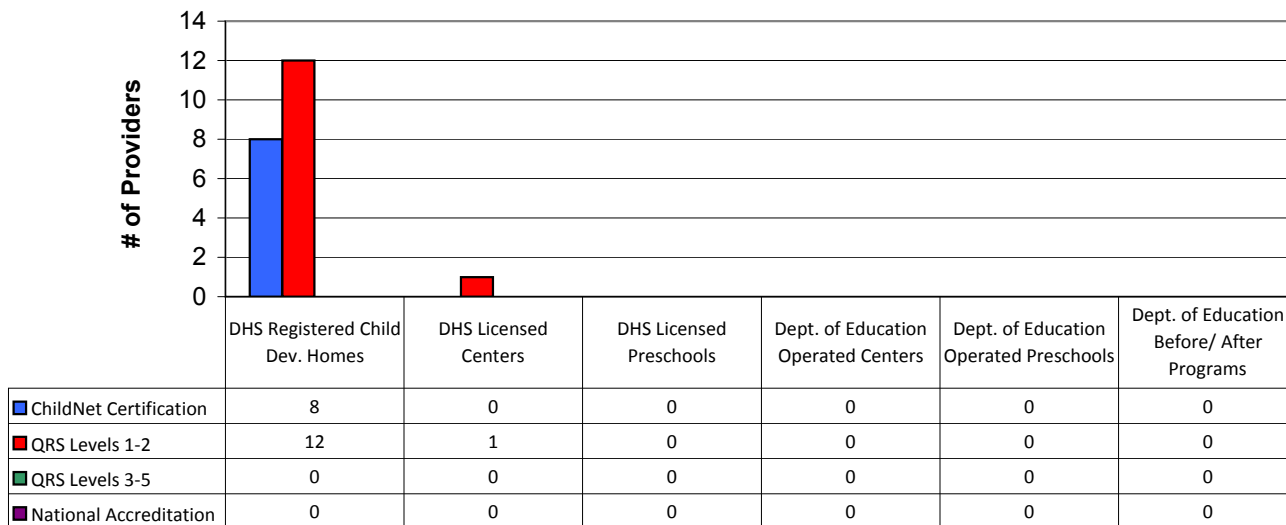 14
12
10
8
6
4
2
0
# of Providers
DHS Registered Child
Dev. Homes
DHS Licensed
Centers
DHS Licensed
Preschools
Dept. of Education
Operated Centers
Dept. of Education
Operated Preschools
Dept. of Education
Before/ After
Programs
ChildNet Certification 8 0 0 0 0 0
QRS Levels 1-2 12 1 0 0 0 0
QRS Levels 3-5 0 0 0 0 0 0
National Accreditation 0 0 0 0 0 0